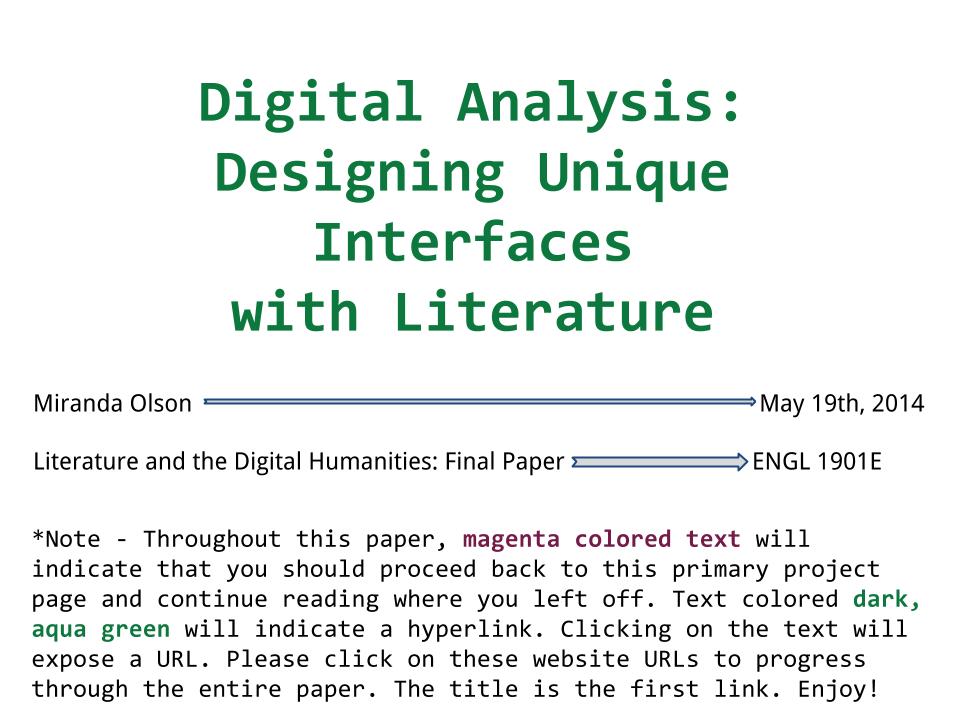 Digital Analysis:
Designing Unique
Interfaces
with Literature
Miranda Olson May 19th, 2014
Literature and the Digital Humanities: Final Paper ENGL 1901E
*Note - Throughout this paper, magenta colored text will
indicate that you should proceed back to this primary project
page and continue reading where you left off. Text colored dark,
aqua green will indicate a hyperlink. Clicking on the text will
expose a URL. Please click on these website URLs to progress
through the entire paper. The title is the first link. Enjoy!